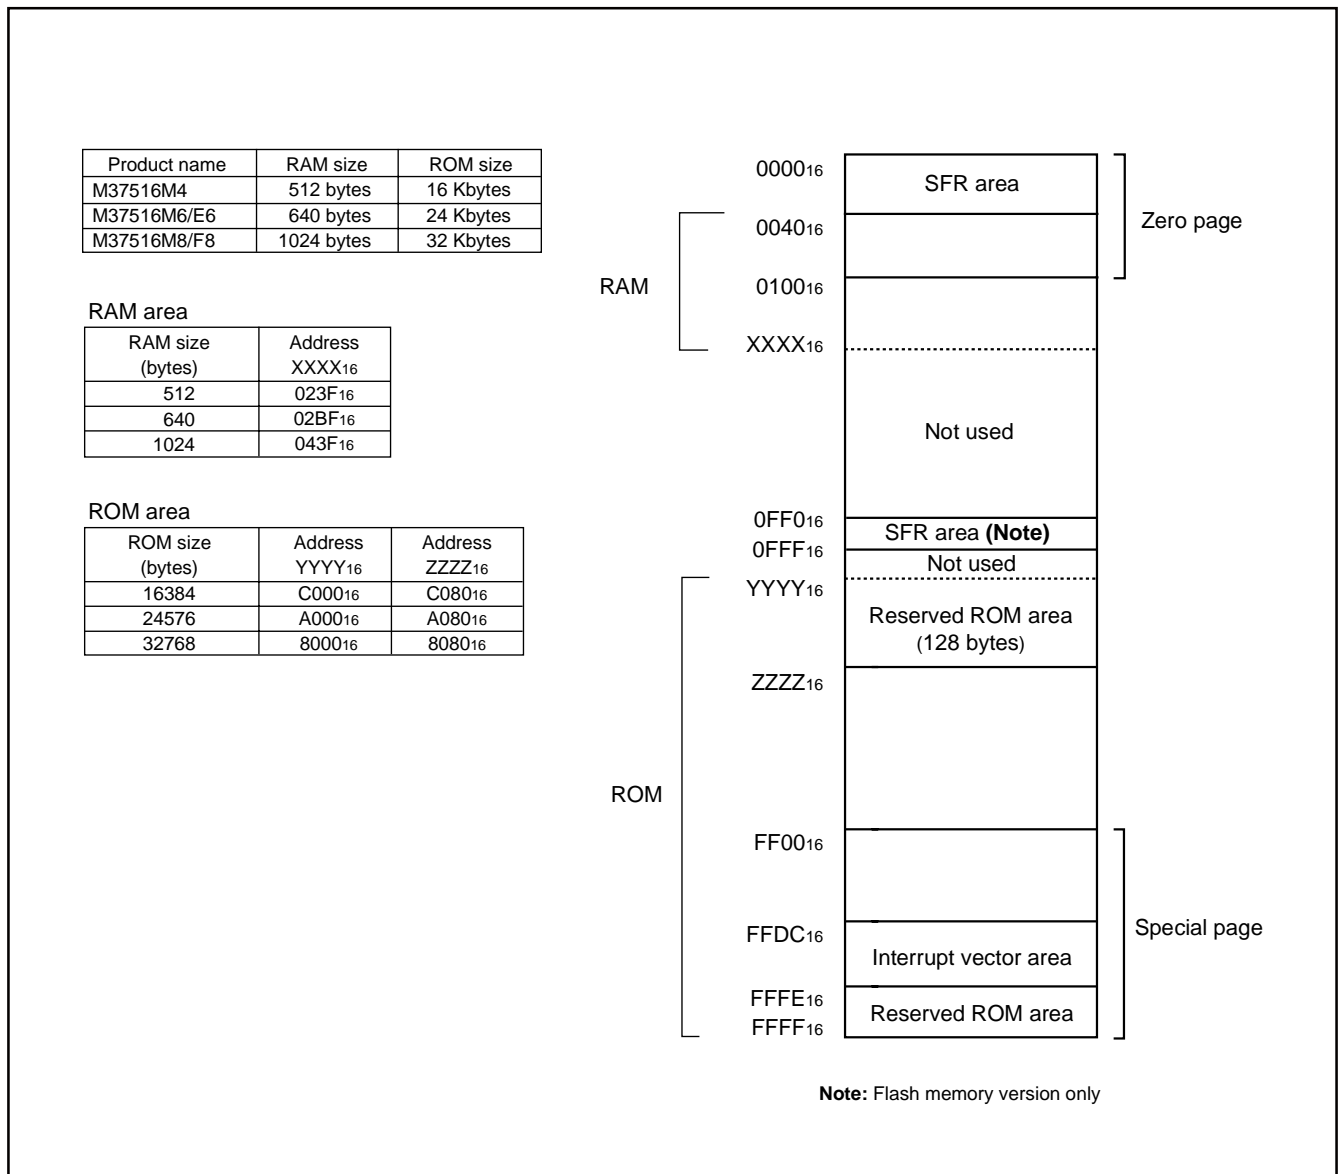 Product name RAM size ROM size
M37516M4 512 bytes 16 Kbytes
M37516M6/E6 640 bytes 24 Kbytes
M37516M8/F8 1024 bytes 32 Kbytes
RAM area
RAM size Address
(bytes) XXXX16
512 023F16
640 02BF16
1024 043F16
ROM area
ROM size Address Address
(bytes) YYYY16 ZZZZ16
16384 C00016 C08016
24576 A00016 A08016
32768 800016 808016
RAM
ROM
000016
004016
010016
XXXX16
0FF016
0FFF16
YYYY16
ZZZZ16
FF0016
FFDC16
FFFE16
FFFF16
SFR area
Not used
SFR area (Note)
Not used
Reserved ROM area
(128 bytes)
Interrupt vector area
Reserved ROM area
Zero page
Special page
Note: Flash memory version only